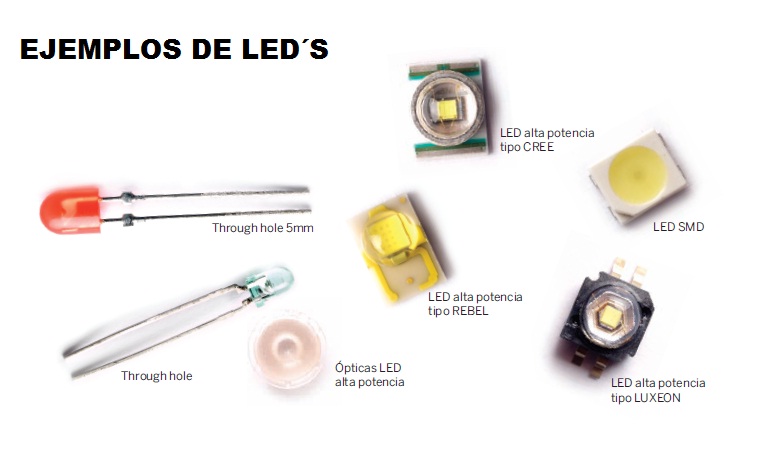 EJEMPLOS DE LED´S
LED alta potencia
tipo CREE
LED SMD
Through hole 5mm
LED alta potencia
tipo REBEL
Through hole
Ópticas LED
alta potencia
LED alta potencia
tipo LUXEON